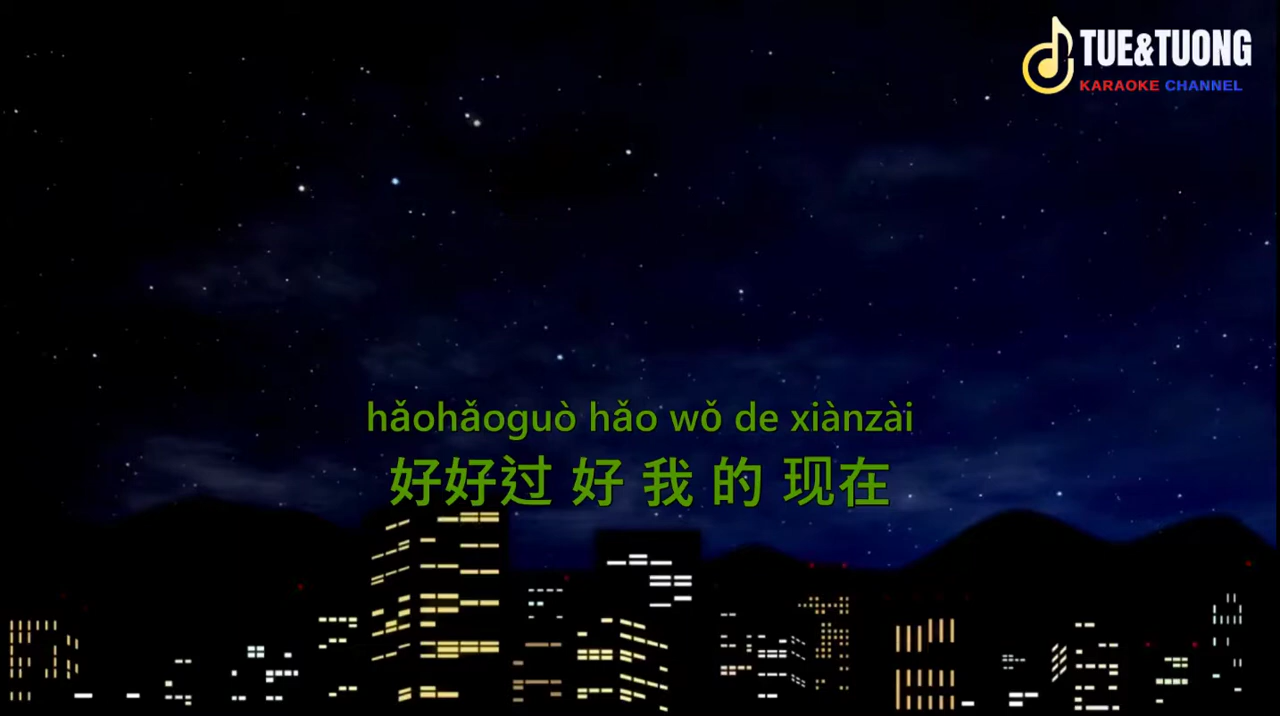 TUE&TUONG
KARAOKE CHANNEL
hǎohǎoguò hǎo wǒ de xiànzài
好好过 好 我 的 现在